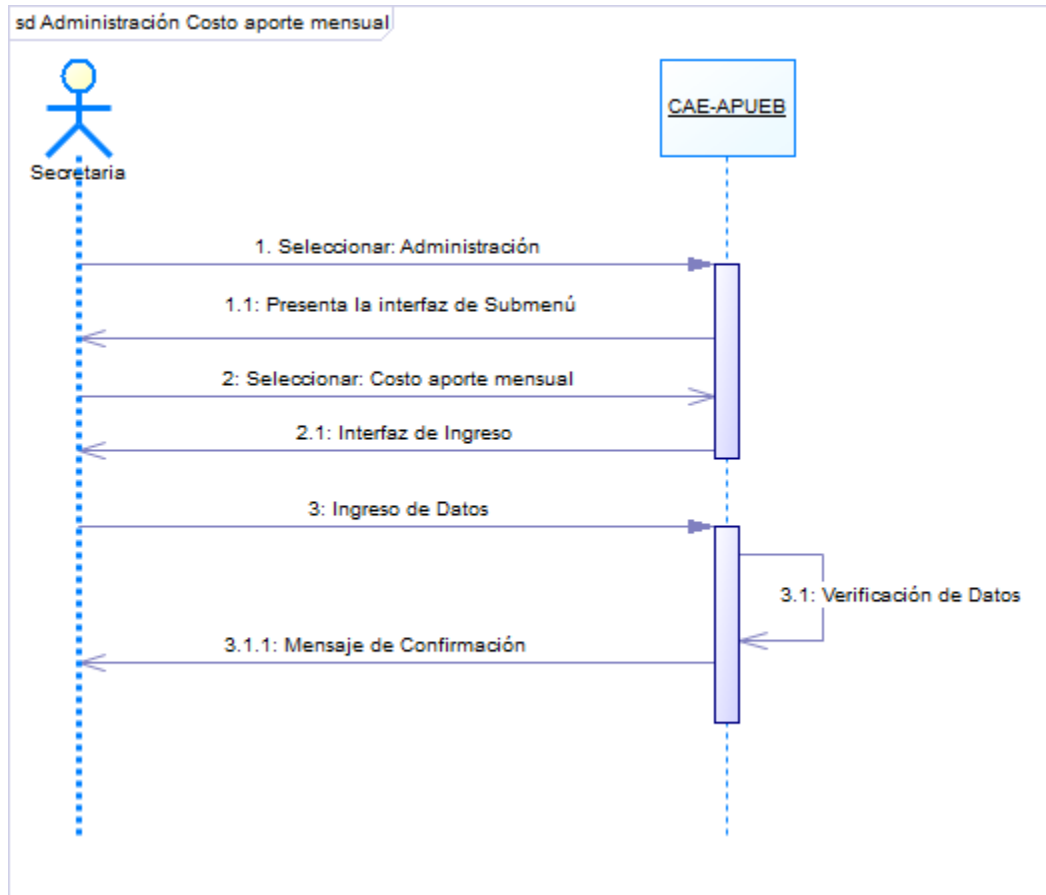 sd Administración Costo aporte mensual
CAE-APUEB
Secretaria
1. Seleccionar: Administración
1.1: Presenta la interfaz de Submenú
2: Seleccionar: Costo aporte mensual
2.1: Interfaz de Ingreso
3: Ingreso de Datos
3.1: Verificación de Datos
3.1.1: Mensaje de Confirmación